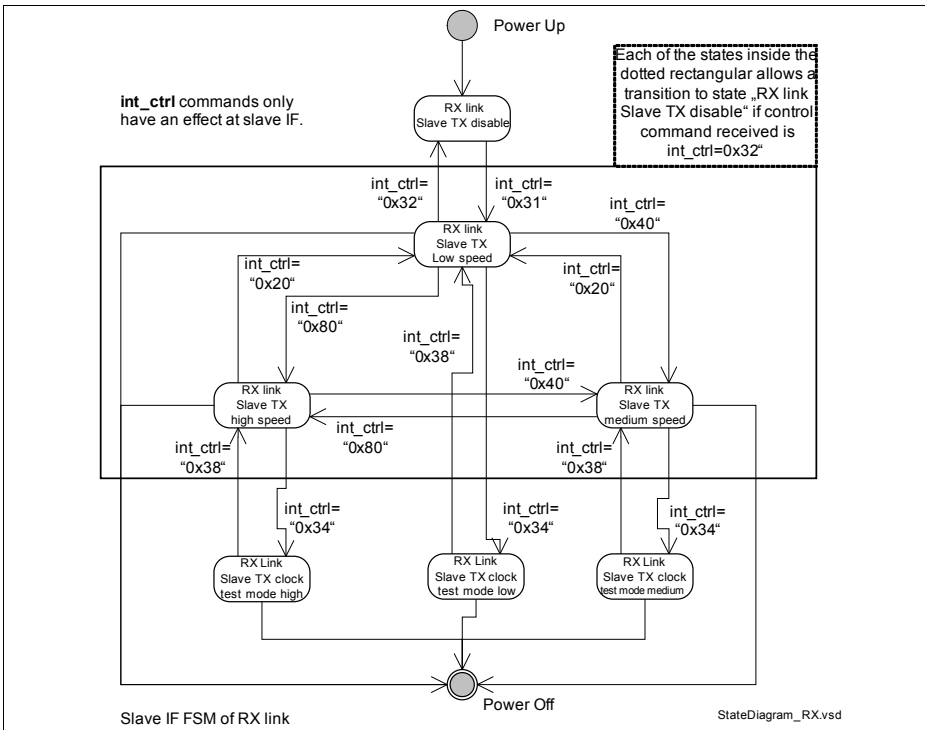 Power Up
Each of the states inside the
dotted rectangular allows a
transition to state „RX link
Slave TX disable“ if control
command received is
int_ctrl=0x32“
int_ctrl commands only
have an effect at slave IF.
RX link
Slave TX disable
int_ctrl=
“0x32“
int_ctrl=
“0x31“
int_ctrl=
“0x40“
RX link
Slave TX
Low speed
int_ctrl=
“0x20“
int_ctrl=
“0x20“
int_ctrl=
“0x80“
int_ctrl=
“0x38“
int_ctrl=
“0x40“
RX link
Slave TX
high speed
RX link
Slave TX
medium speed
int_ctrl=
“0x38“
int_ctrl=
“0x80“
int_ctrl=
“0x38“
int_ctrl=
“0x34“
int_ctrl=
“0x34“
int_ctrl=
“0x34“
RX Link
Slave TX clock
test mode high
RX Link
Slave TX clock
test mode low
RX Link
Slave TX clock
test mode medium
Power Off
Slave IF FSM of RX link
StateDiagram_RX.vsd